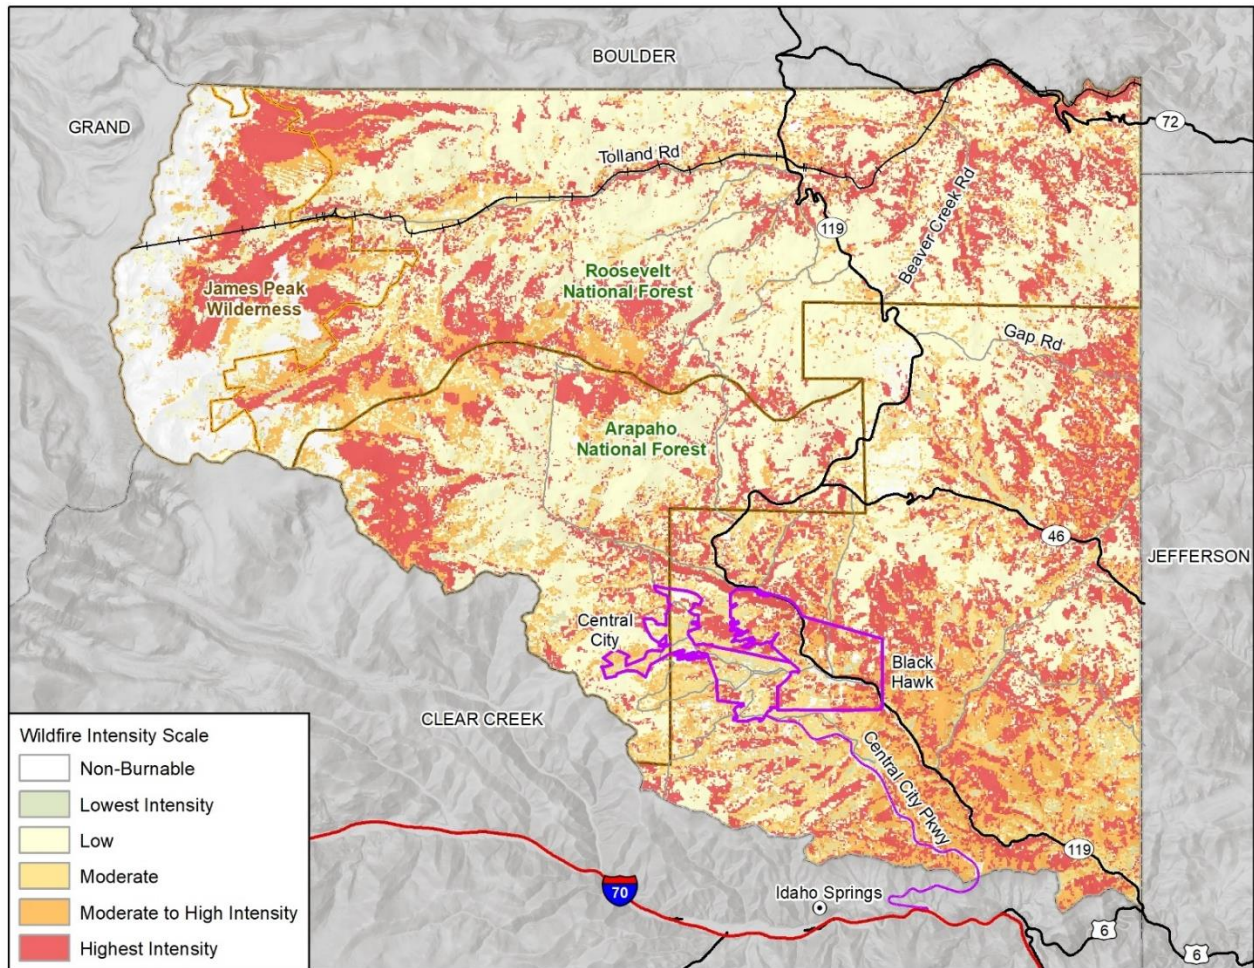 BOULDER
GRAND
72
Tolland Rd
119
Beaver Creek Rd
Roosevelt
National Forest
James Peak
Wilderness
Gap Rd
Arapaho
National Forest
46
JEFFERSON
Central
City
Black
Hawk
CLEAR CREEK
Central City Pkwy
119
Idaho Springs
70
6
6
Wildfire Intensity Scale
Non-Burnable
Lowest Intensity
Low
Moderate
Moderate to High Intensity
Highest Intensity